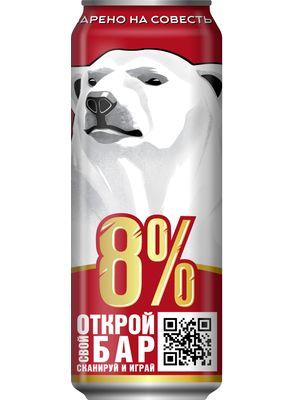 АРЕНО НА СОВЕСТЬ
8%
ОТКРОЙ
СВОЙ
БАР
СКАНИРУЙ И ИГРАЙ